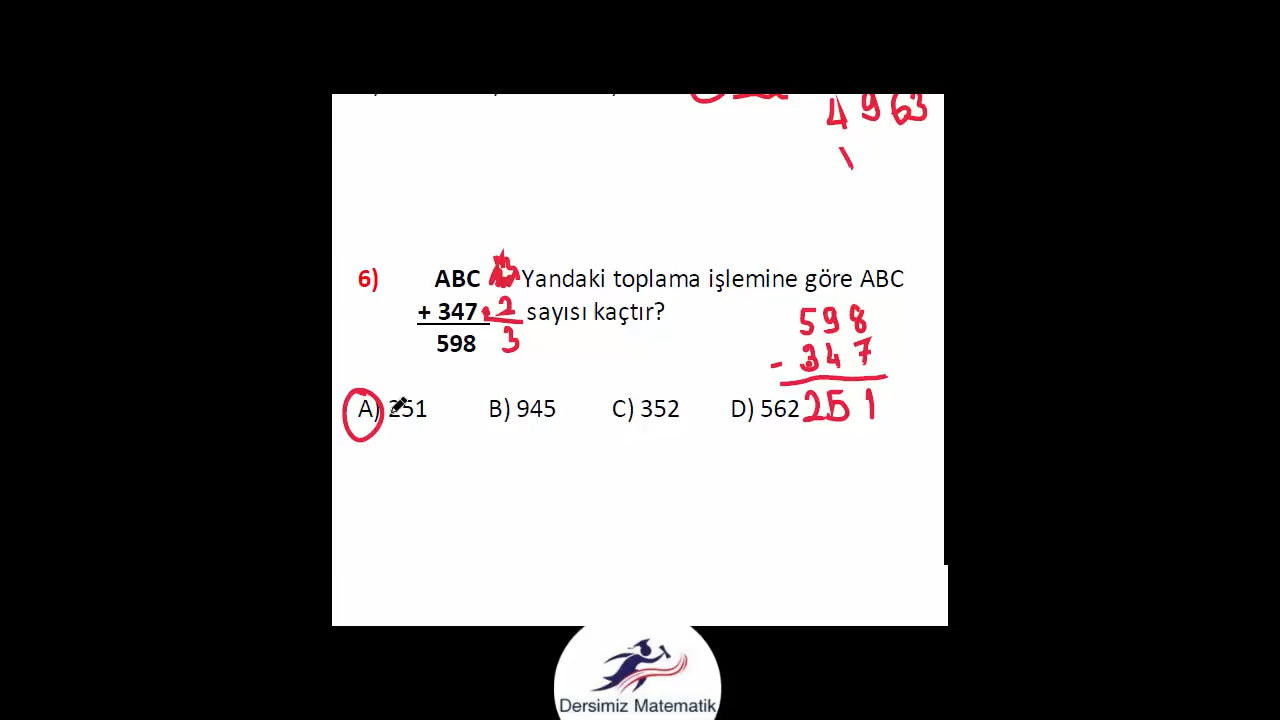 4963
6) ABC Yandaki toplama işlemine göre ABC
+ 347 2 sayısı kaçtır?
598 3
598
- 347
251
A) 251 B) 945 C) 352 D) 562
Dersimiz Matematik